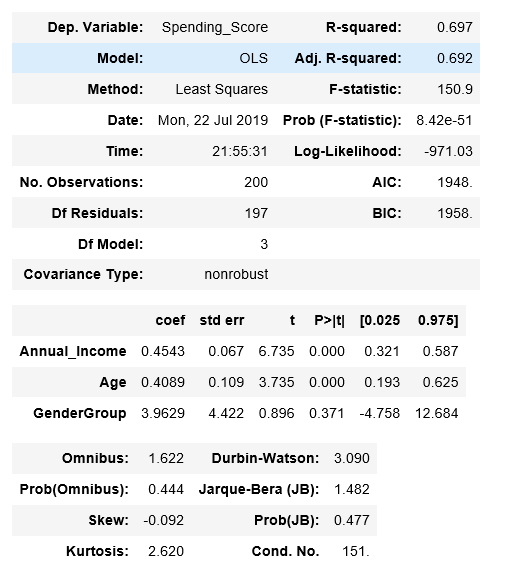 Dep. Variable: Spending_Score R-squared: 0.697
Model: OLS Adj. R-squared: 0.692
Method: Least Squares F-statistic: 150.9
Date: Mon, 22 Jul 2019 Prob (F-statistic): 8.42e-51
Time: 21:55:31 Log-Likelihood: -971.03
No. Observations: 200 AIC: 1948.
Df Residuals: 197 BIC: 1958.
Df Model: 3
Covariance Type: nonrobust
coef std err t P>|t| [0.025 0.975]
Annual_Income 0.4543 0.067 6.735 0.000 0.321 0.587
Age 0.4089 0.109 3.735 0.000 0.193 0.625
GenderGroup 3.9629 4.422 0.896 0.371 -4.758 12.684
Omnibus: 1.622 Durbin-Watson: 3.090
Prob(Omnibus): 0.444 Jarque-Bera (JB): 1.482
Skew: -0.092 Prob(JB): 0.477
Kurtosis: 2.620 Cond. No. 151.